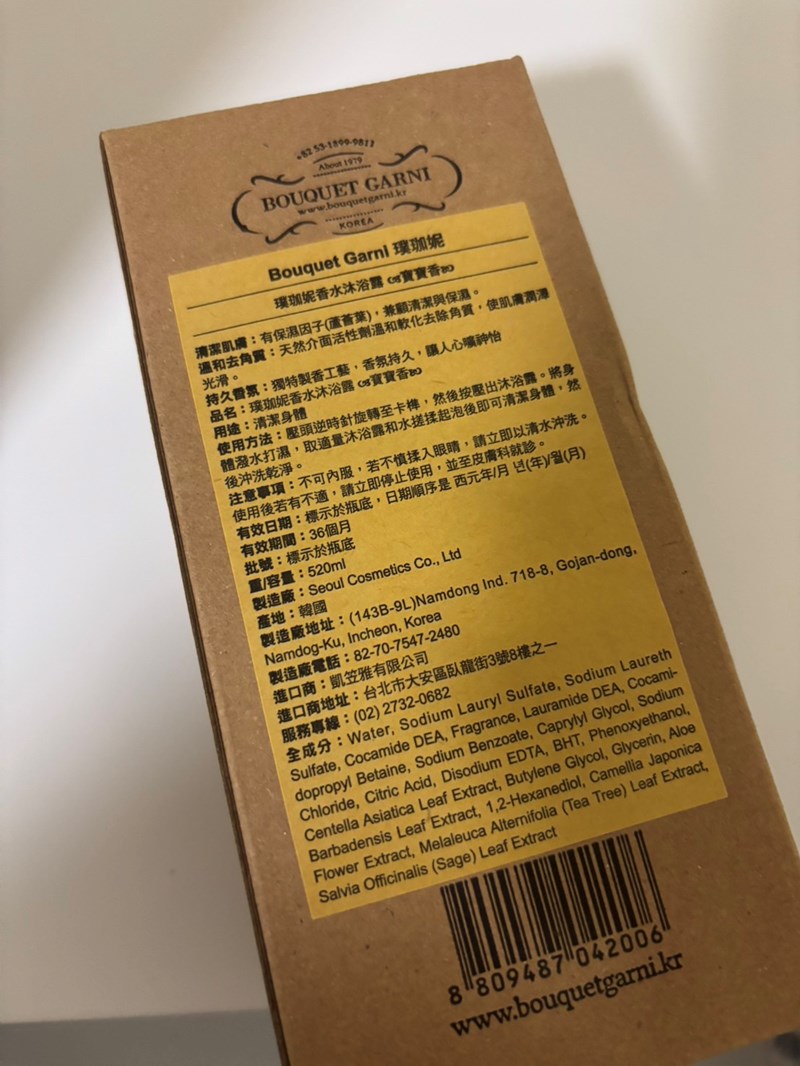 +82 53-1899-9811
About 1979
BOUQUET GARNI
www.bouquetgarni.kr
KOREA
Bouquet Garni 璞珈妮
璞珈妮香水沐浴露 ೞ寶寶香ೞ
清潔肌膚：有保濕因子(蘆薈葉)，兼顧清潔與保濕。
溫和去角質：天然介面活性劑溫和軟化去除角質，使肌膚潤澤
光滑。
持久香氛：獨特製香工藝，香氛持久，讓人心曠神怡
品名：璞珈妮香水沐浴露 ೞ寶寶香ೞ
用途：清潔身體
使用方法：壓頭逆時針旋轉至卡榫，然後按壓出沐浴露。將身
體潑水打濕，取適量沐浴露和水搓揉起泡後即可清潔身體，然
後沖洗乾淨。
注意事項：不可內服，若不慎揉入眼睛，請立即以清水沖洗。
使用後若有不適，請立即停止使用，並至皮膚科就診。
有效日期：標示於瓶底，日期順序是 西元年/月 년(年)/월(月)
有效期間：36個月
批號：標示於瓶底
重/容量：520ml
製造廠：Seoul Cosmetics Co., Ltd
產地：韓國
製造廠地址：(143B-9L)Namdong Ind. 718-8, Gojan-dong,
Namdog-Ku, Incheon, Korea
製造廠電話：82-70-7547-2480
進口商：凱笠雅有限公司
進口商地址：台北市大安區臥龍街3號8樓之一
服務專線：(02) 2732-0682
全成分：Water, Sodium Lauryl Sulfate, Sodium Laureth
Sulfate, Cocamide DEA, Fragrance, Lauramide DEA, Cocami-
dopropyl Betaine, Sodium Benzoate, Caprylyl Glycol, Sodium
Chloride, Citric Acid, Disodium EDTA, BHT, Phenoxyethanol,
Centella Asiatica Leaf Extract, Butylene Glycol, Glycerin, Aloe
Barbadensis Leaf Extract, 1,2-Hexanediol, Camellia Japonica
Flower Extract, Melaleuca Alternifolia (Tea Tree) Leaf Extract,
Salvia Officinalis (Sage) Leaf Extract
8 809487 042006
www.bouquetgarni.kr